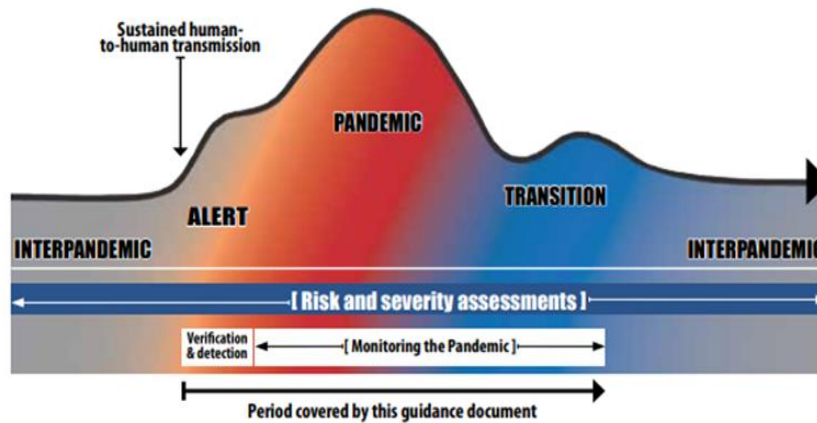 Sustained human-
to-human transmission
PANDEMIC
ALERT
TRANSITION
INTERPANDEMIC
INTERPANDEMIC
[ Risk and severity assessments ]
Verification
& detection
[ Monitoring the Pandemic ]
Period covered by this guidance document